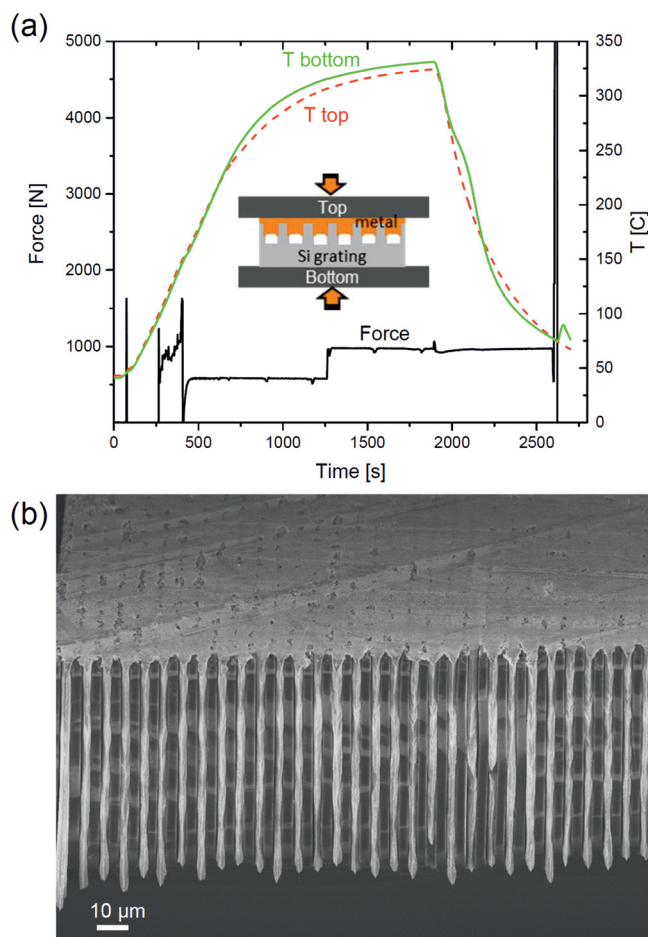 (a)
5000
4000
3000
2000
1000
0
Force [N]
350
300
250
200
150
100
50
0
T [C]
T bottom
T top
Top
metal
Si grating
Bottom
Force
0
500
1000
1500
2000
2500
Time [s]
(b)
10 µm